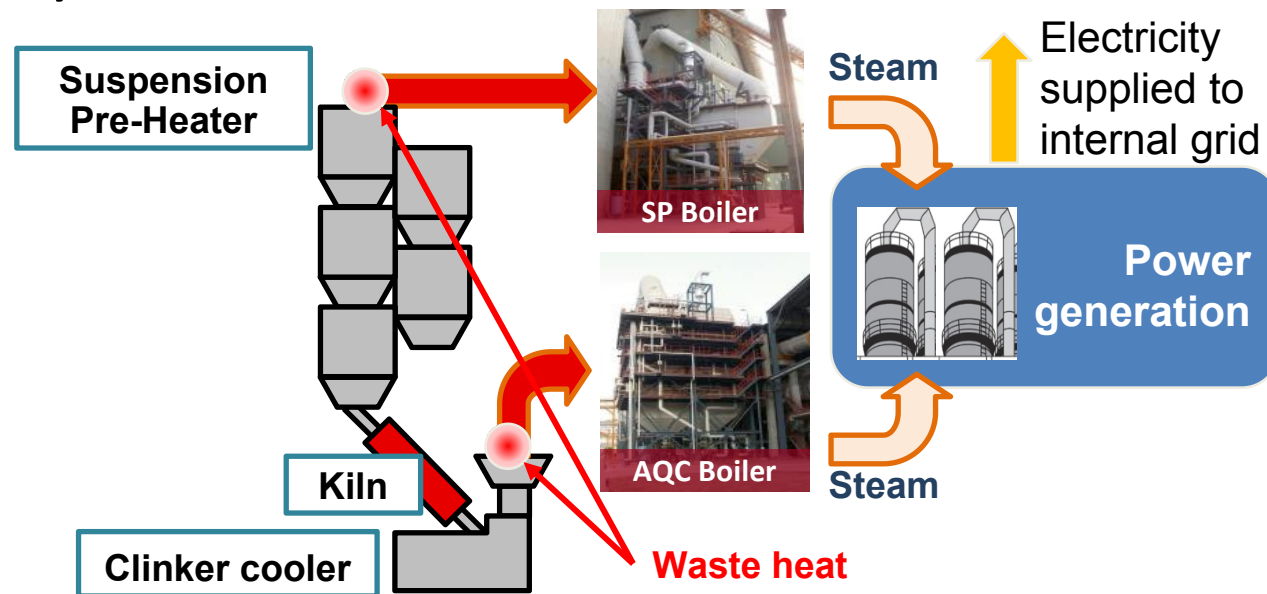 Suspension
Pre-Heater
SP Boiler
Steam
Electricity
supplied to
internal grid
Power
generation
AQC Boiler
Steam
Kiln
Clinker cooler
Waste heat